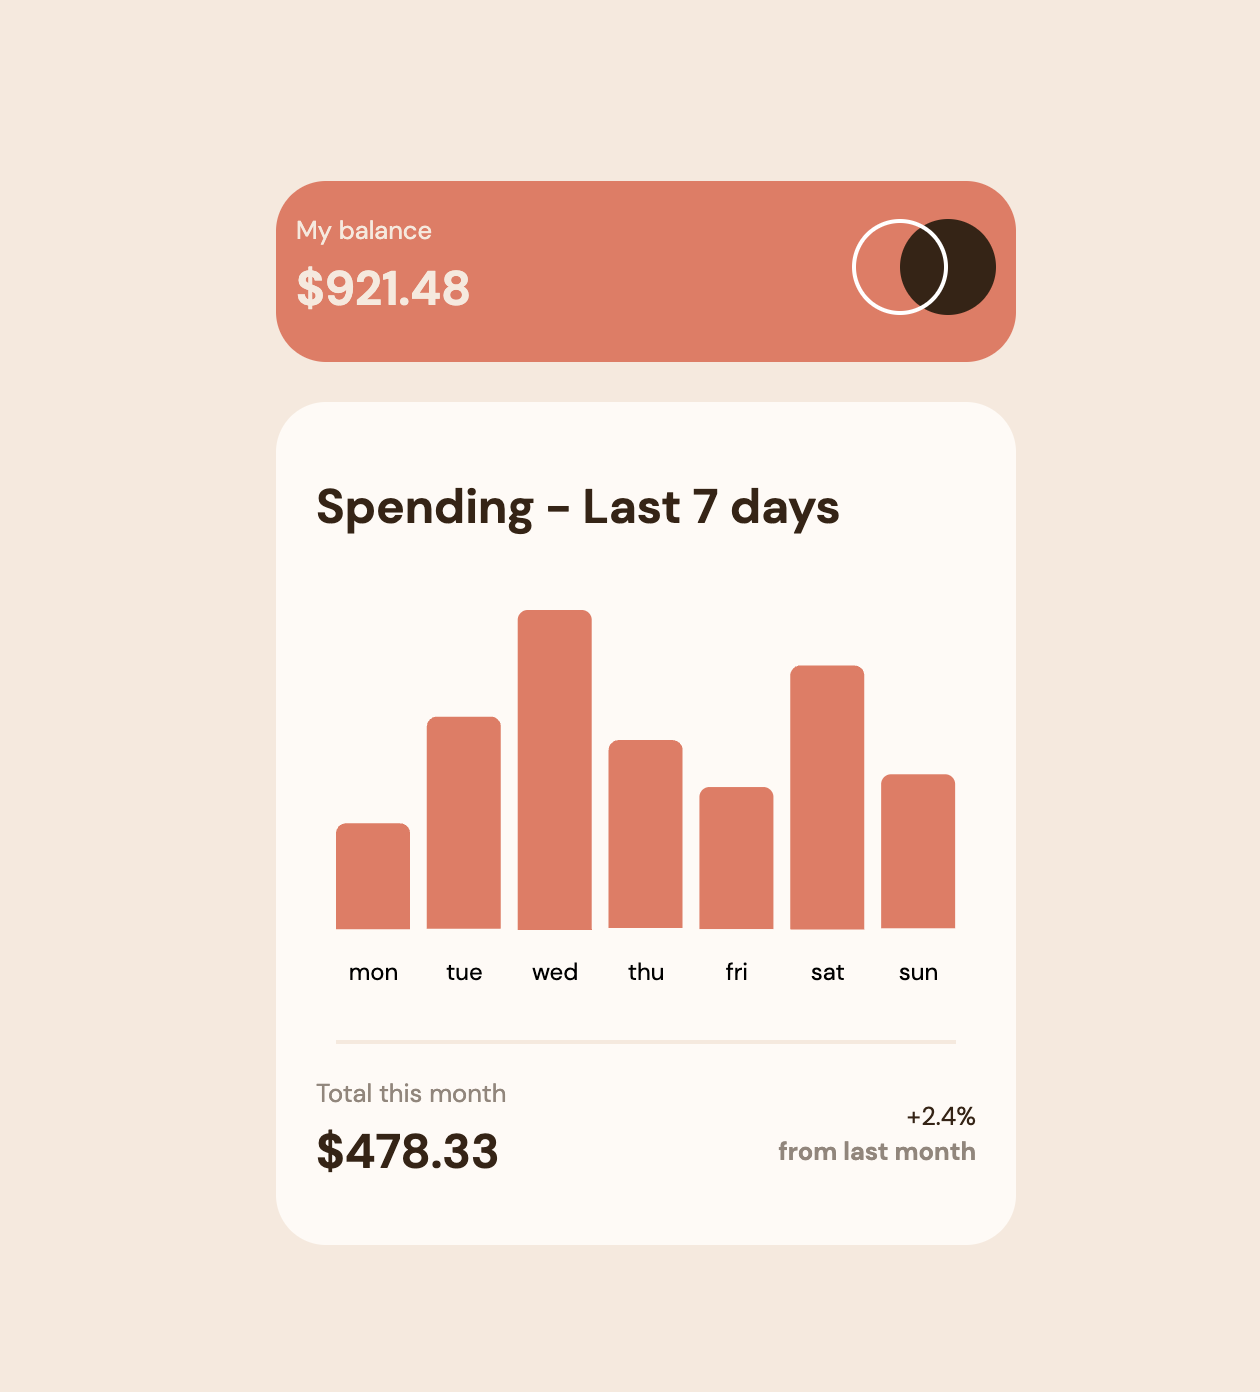 My balance
$921.48
Spending - Last 7 days
mon tue wed thu fri sat sun
Total this month
$478.33
+2.4%
from last month